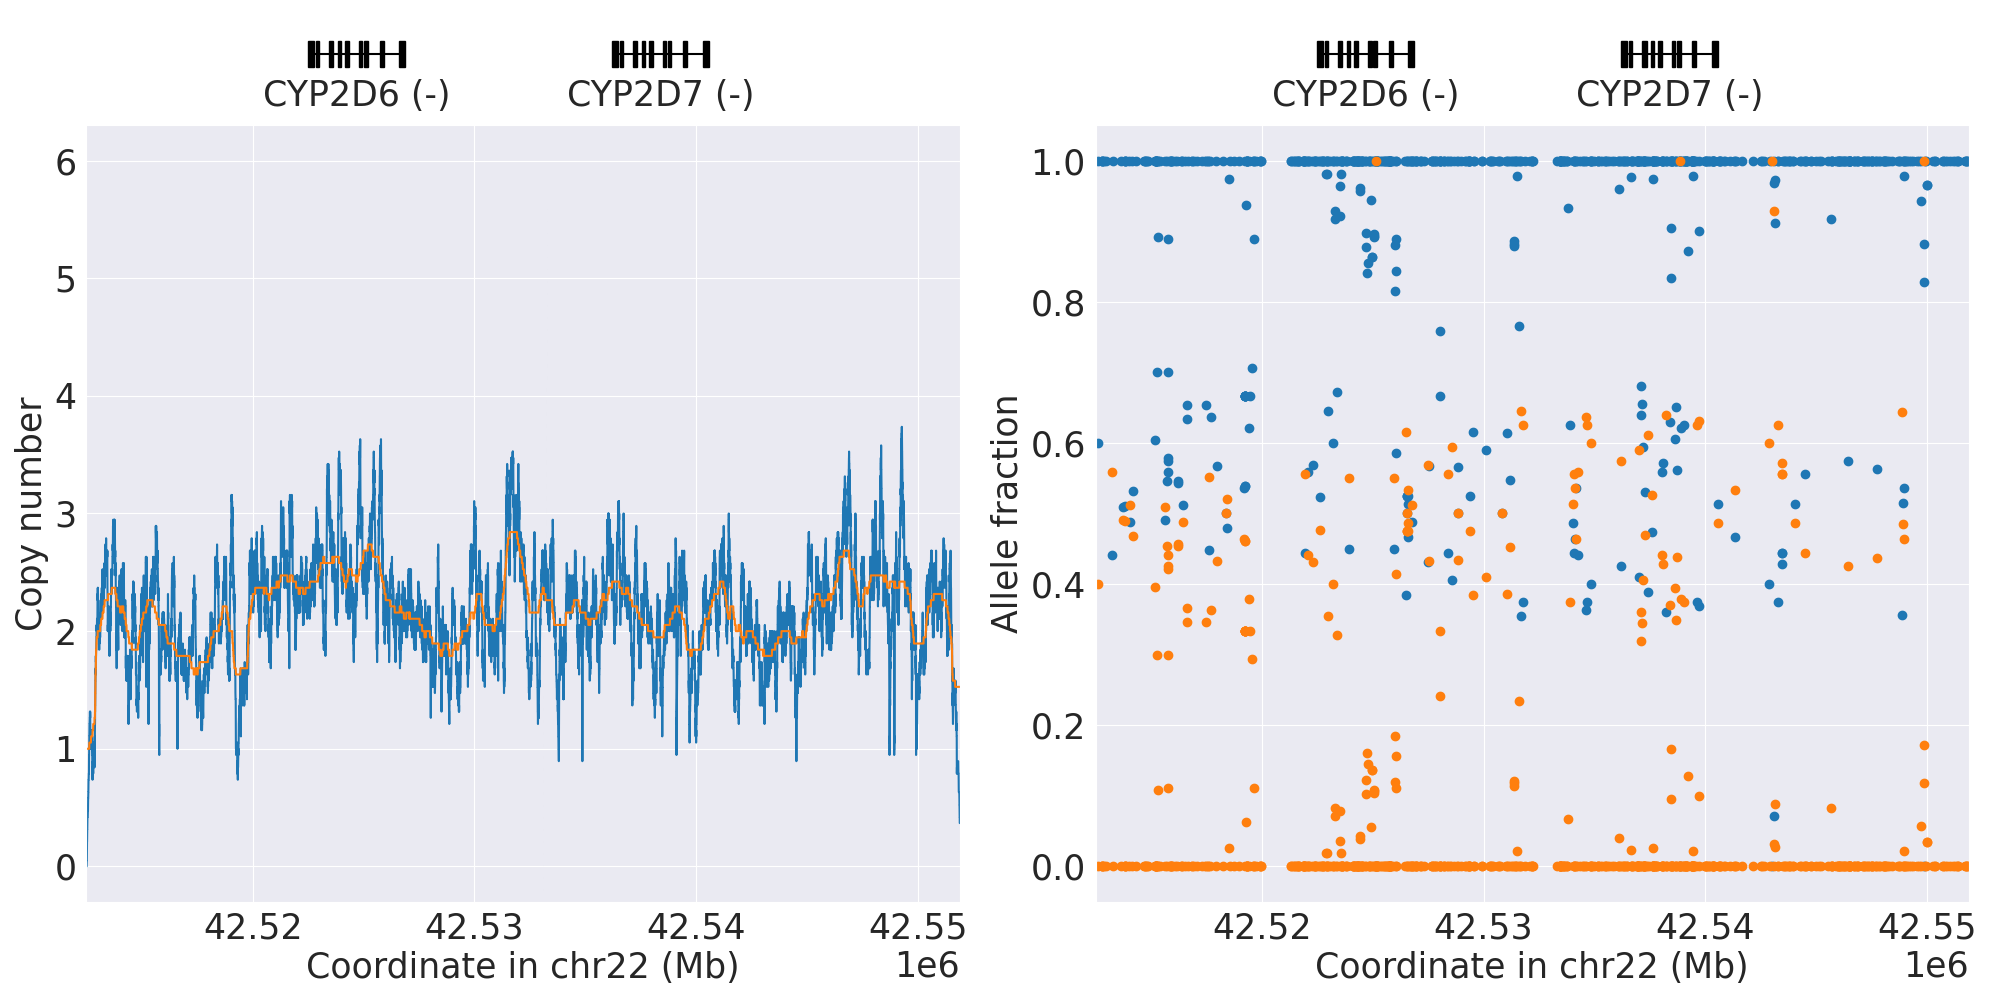 CYP2D6 (-) CYP2D7 (-)
6
5
4
3
2
1
0
Copy number
42.52 42.53 42.54 42.55
Coordinate in chr22 (Mb) 1e6
CYP2D6 (-) CYP2D7 (-)
1.0
0.8
0.6
0.4
0.2
0.0
Allele fraction
42.52 42.53 42.54 42.55
Coordinate in chr22 (Mb) 1e6